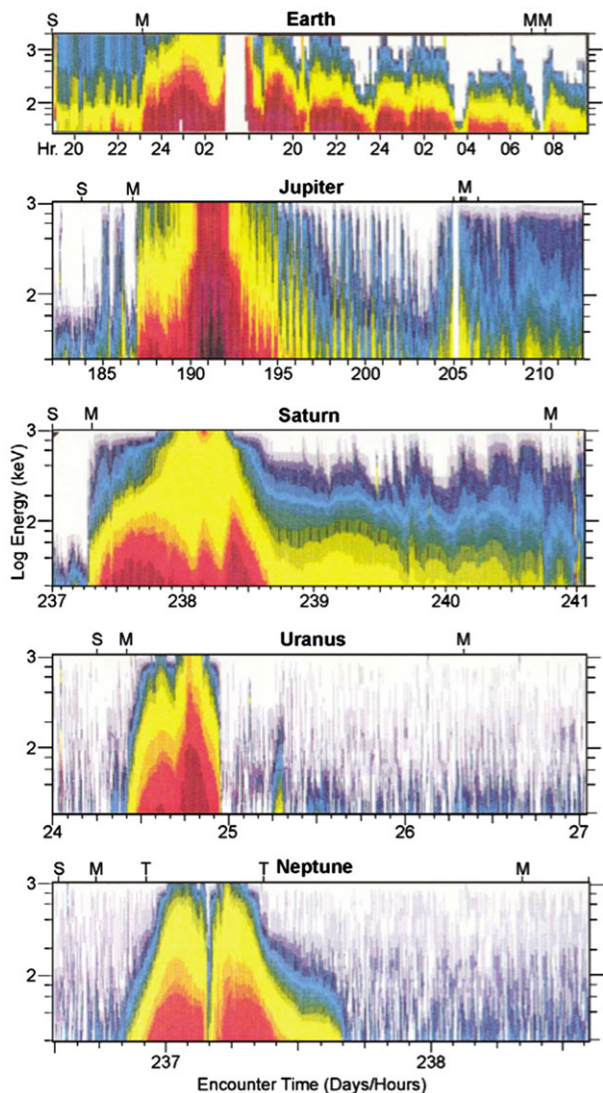 S M Earth M M
3
2
Hr. 20 22 24 02 20 22 24 02 04 06 08
S M Jupiter M
3
2
185 190 195 200 205 210
S M Saturn M
3
2
237 238 239 240 241
Log Energy (keV)
S M Uranus M
3
2
24 25 26 27
S M T T Neptune M
3
2
237 238
Encounter Time (Days/Hours)